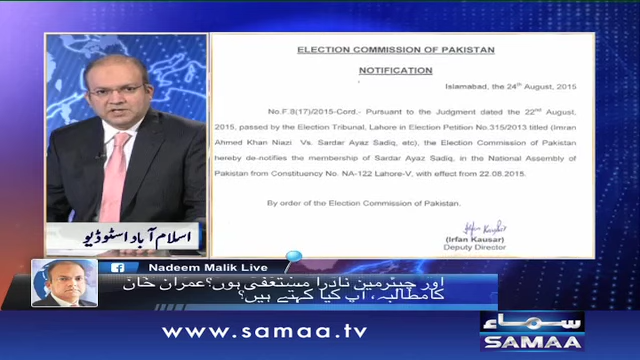 ELECTION COMMISSION OF PAKISTAN
NOTIFICATION
Islamabad, the 24th August, 2015
No.F.8(17)/2015-Cord.- Pursuant to the Judgment dated the 22nd
August, 2015, passed by the Election Tribunal, Lahore in Election Petition No.315/2013 titled (Imran
Ahmed Khan Niazi Vs. Sardar Ayaz Sadiq, etc), the Election Commission of Pakistan
hereby de-notifies the membership of Sardar Ayaz Sadiq, in the National Assembly of
Pakistan from Constituency No. NA-122 Lahore-V, with effect from 22.08.2015.
By order of the Election Commission of Pakistan.
Irfan Kausar
(Irfan Kausar)
Deputy Director
اسلام آباد اسٹوڈیو
f Nadeem Malik Live
اور چیئرمین نادرا مستعفی ہوں؟ عمران خان
کا مطالبہ، آپ کیا کہتے ہیں؟
www.samaa.tv
سماء
SAMAA